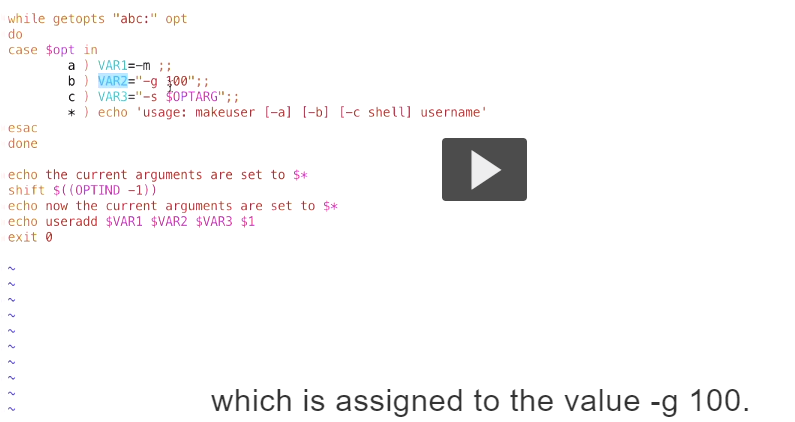 while getopts "abc:" opt
do
case $opt in
a ) VAR1=-m ;;
b ) VAR2="-g 100";;
c ) VAR3="-s $OPTARG";;
* ) echo 'usage: makeuser [-a] [-b] [-c shell] username'
esac
done
echo the current arguments are set to $*
shift $((OPTIND -1))
echo now the current arguments are set to $*
echo useradd $VAR1 $VAR2 $VAR3 $1
exit 0
~
~
~
~
~
~
~
~
~
~
which is assigned to the value -g 100.